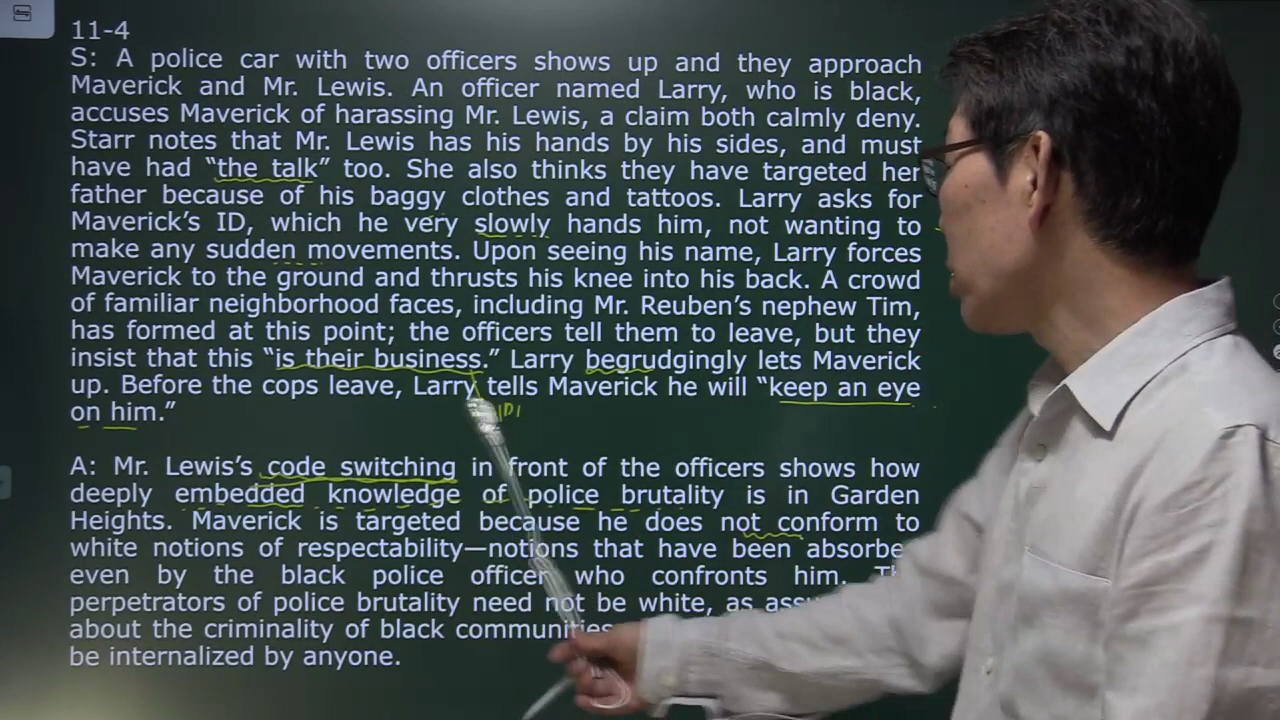 11-4
S: A police car with two officers shows up and they approach
Maverick and Mr. Lewis. An officer named Larry, who is black,
accuses Maverick of harassing Mr. Lewis, a claim both calmly deny.
Starr notes that Mr. Lewis has his hands by his sides, and must
have had “the talk” too. She also thinks they have targeted her
father because of his baggy clothes and tattoos. Larry asks for
Maverick’s ID, which he very slowly hands him, not wanting to
make any sudden movements. Upon seeing his name, Larry forces
Maverick to the ground and thrusts his knee into his back. A crowd
of familiar neighborhood faces, including Mr. Reuben’s nephew Tim,
has formed at this point; the officers tell them to leave, but they
insist that this “is their business.” Larry begrudgingly lets Maverick
up. Before the cops leave, Larry tells Maverick he will “keep an eye
on him.”
A: Mr. Lewis’s code switching in front of the officers shows how
deeply embedded knowledge of police brutality is in Garden
Heights. Maverick is targeted because he does not conform to
white notions of respectability—notions that have been
even by the black police officer who confronts him.
perpetrators of police brutality need not be white, as
about the criminality of black
be internalized by anyone.